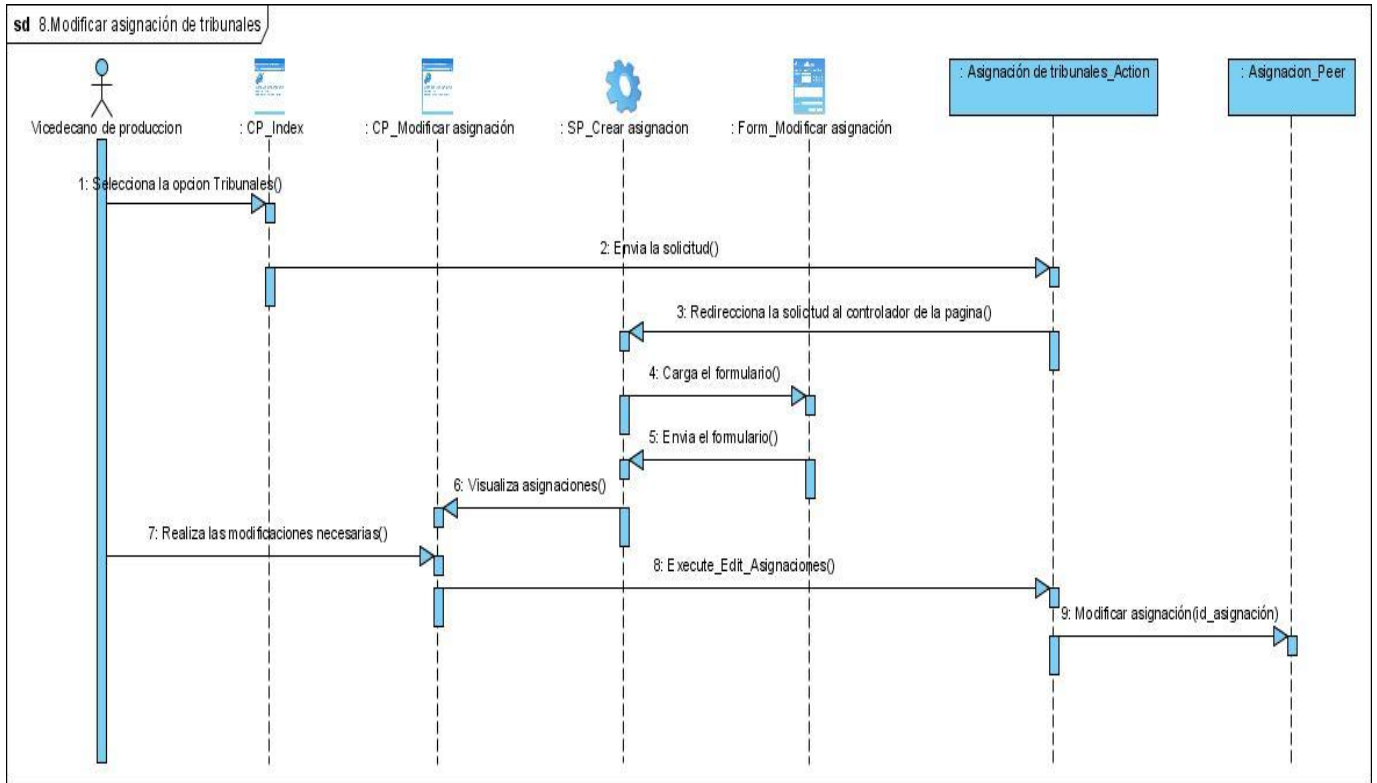 sd 8.Modificar asignación de tribunales
Vicedecano de produccion
: CP_Index
: CP_Modificar asignación
: SP_Crear asignacion
: Form_Modificar asignación
: Asignación de tribunales_Action
: Asignacion_Peer
1: Selecciona la opcion Tribunales()
2: Envia la solicitud()
3: Redirecciona la solicitud al controlador de la pagina()
4: Carga el formulario()
5: Envia el formulario()
6: Visualiza asignaciones()
7: Realiza las modificaciones necesarias()
8: Execute_Edit_Asignaciones()
9: Modificar asignación(id_asignación)